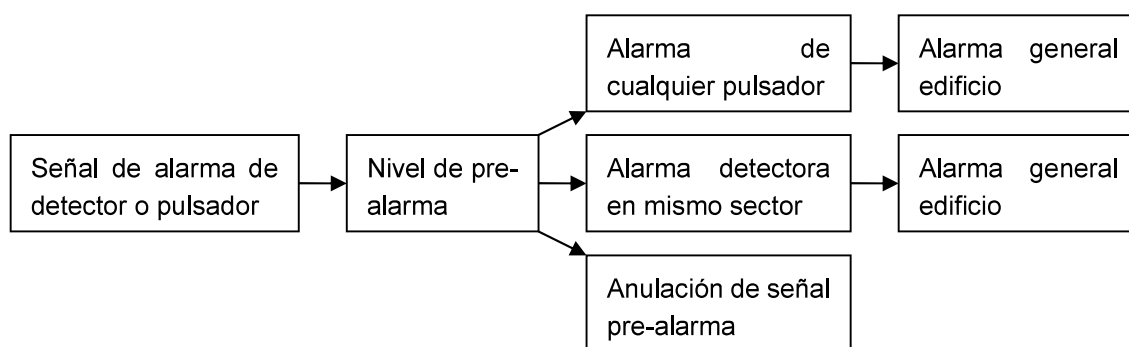 Señal de alarma de
detector o pulsador
Nivel de pre-
alarma
Alarma de
cualquier pulsador
Alarma general
edificio
Alarma detectora
en mismo sector
Alarma general
edificio
Anulación de señal
pre-alarma